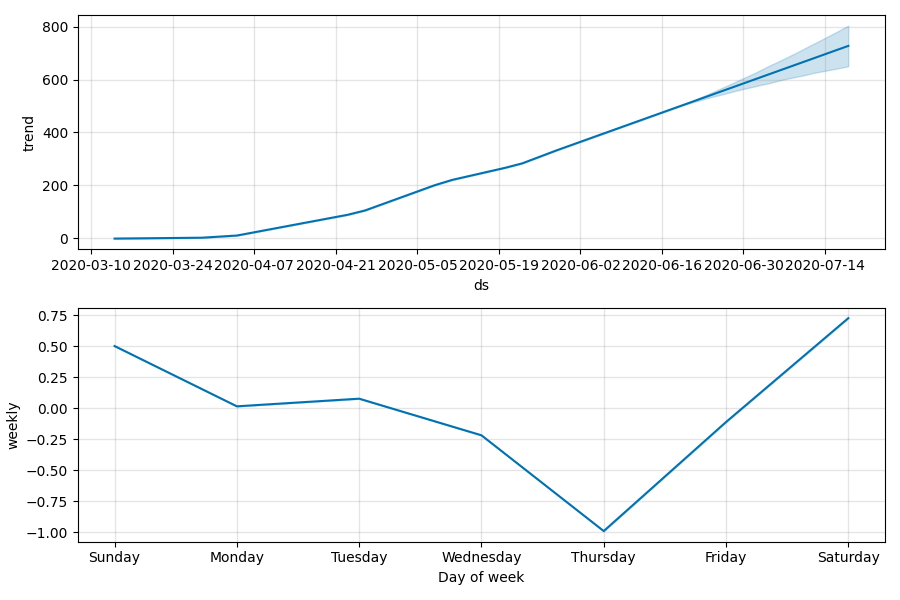 800
600
400
200
0
trend
2020-03-10 2020-03-24 2020-04-07 2020-04-21 2020-05-05 2020-05-19 2020-06-02 2020-06-16 2020-06-30 2020-07-14
ds
0.75
0.50
0.25
0.00
−0.25
−0.50
−0.75
−1.00
weekly
Sunday Monday Tuesday Wednesday Thursday Friday Saturday
Day of week